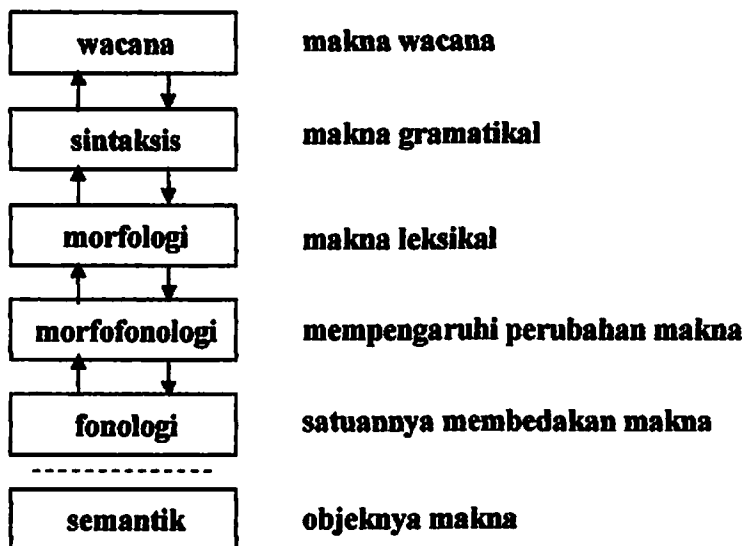 wacana makna wacana
sintaksis makna gramatikal
morfologi makna leksikal
morfofonologi mempengaruhi perubahan makna
fonologi satuannya membedakan makna
semantik objeknya makna